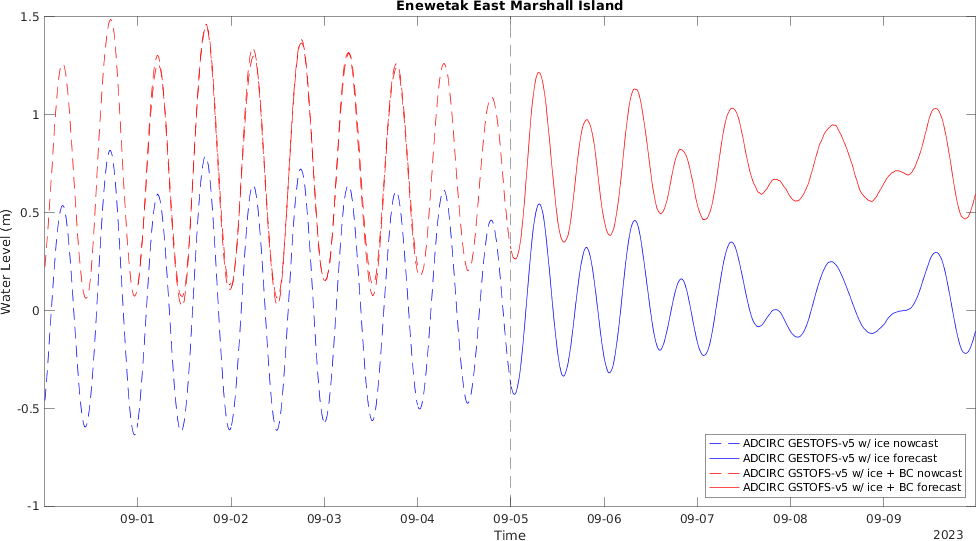 Enewetak East Marshall Island
1.5
1
0.5
0
-0.5
-1
Water Level (m)
ADCIRC GESTOFS-v5 w/ ice nowcast
ADCIRC GESTOFS-v5 w/ ice forecast
ADCIRC GSTOFS-v5 w/ ice + BC nowcast
ADCIRC GSTOFS-v5 w/ ice + BC forecast
09-01 09-02 09-03 09-04 09-05 09-06 09-07 09-08 09-09
Time
2023